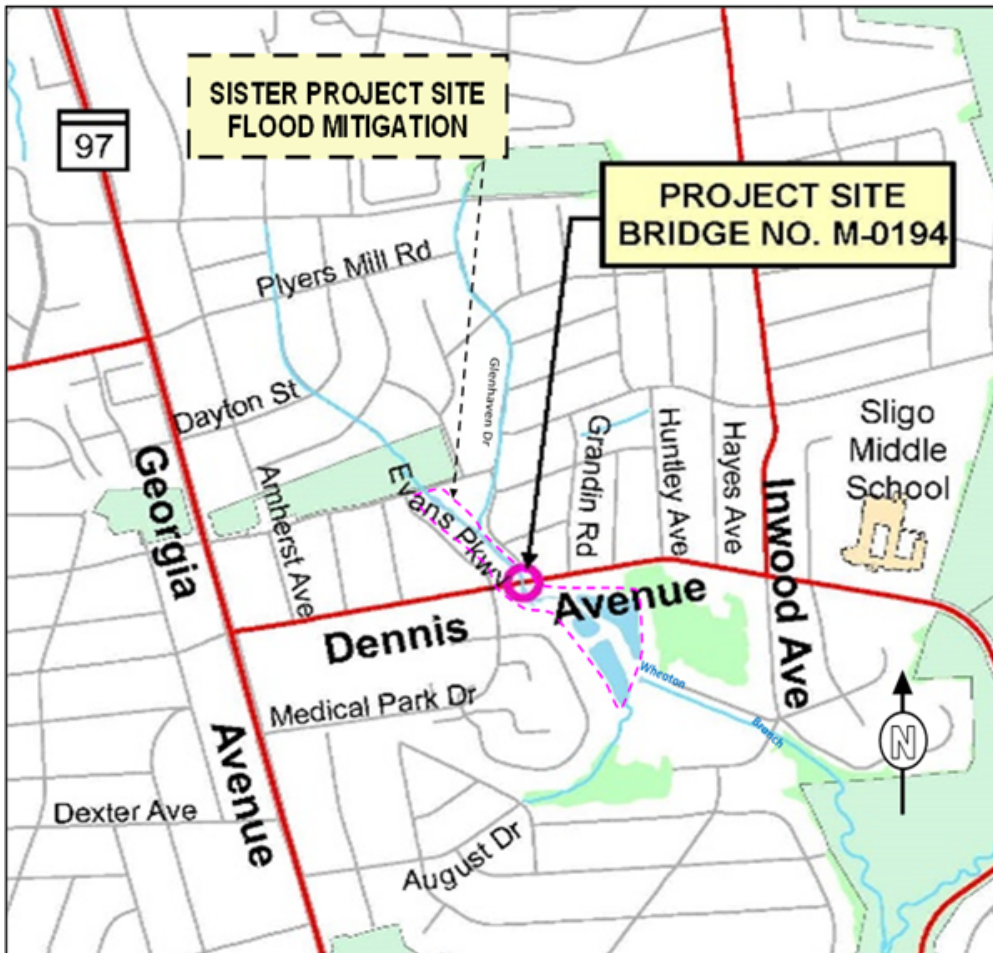 SISTER PROJECT SITE
FLOOD MITIGATION
97
PROJECT SITE
BRIDGE NO. M-0194
Plyers Mill Rd
Glenhaven Dr
Dayton St
Sligo
Middle
School
Grandin Rd
Huntley Ave
Hayes Ave
Georgia
Avenue
Amherst Ave
Evans Pkwy
Inwood Ave
Dennis
Avenue
Wheaton
Branch
Medical Park Dr
N
Dexter Ave
August Dr